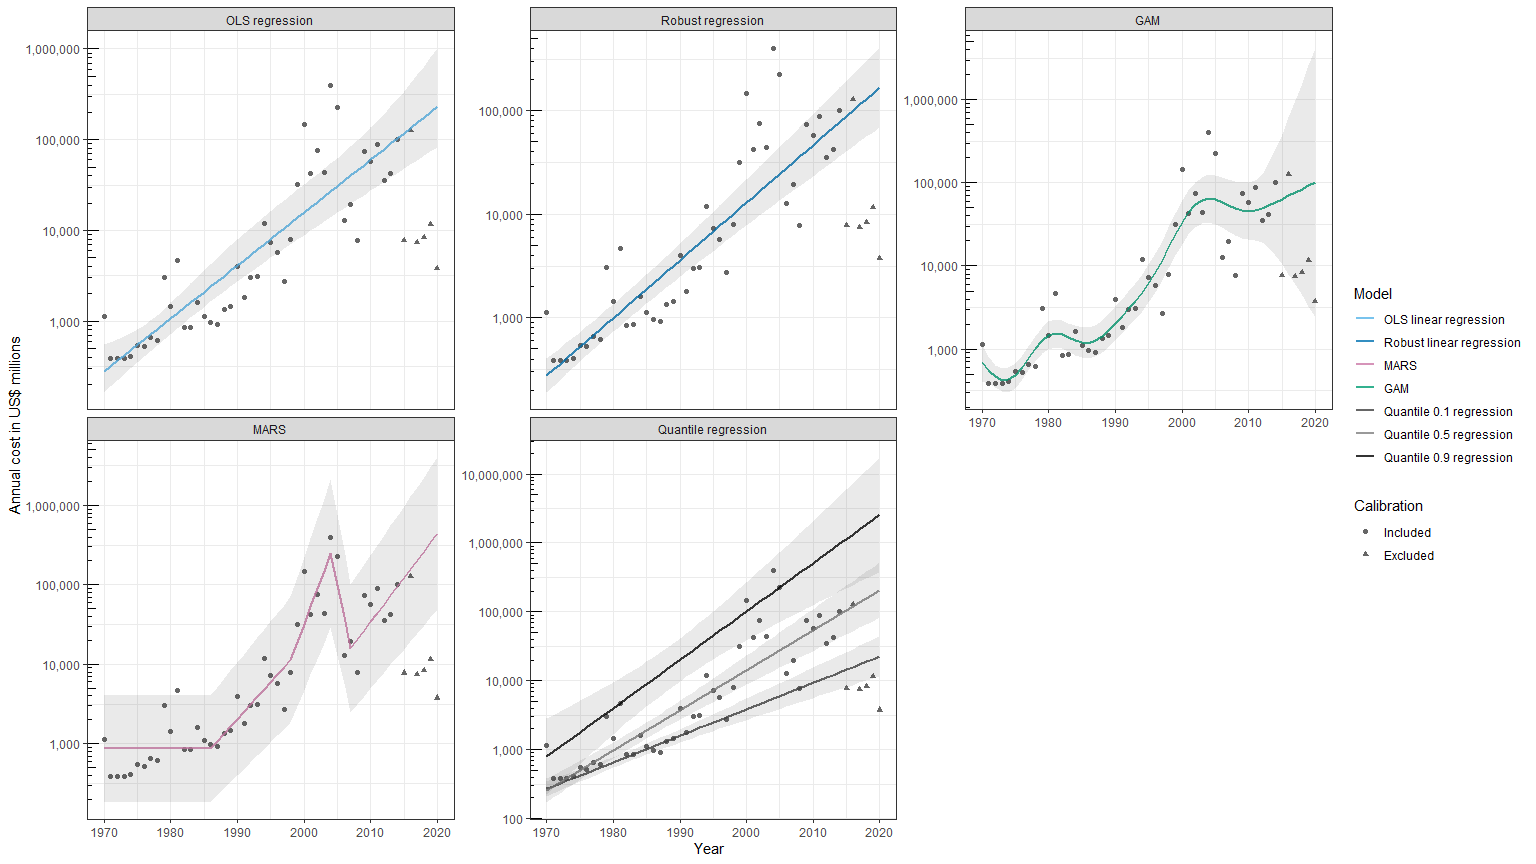 OLS regression
Robust regression
GAM
1,000,000
100,000
10,000
1,000
100,000
10,000
1,000
1,000,000
100,000
10,000
1,000
1970 1980 1990 2000 2010 2020
MARS
Quantile regression
1,000,000
100,000
10,000
1,000
10,000,000
1,000,000
100,000
10,000
1,000
100
1970 1980 1990 2000 2010 2020
1970 1980 1990 2000 2010 2020
Annual cost in US$ millions
Year
Model
OLS linear regression
Robust linear regression
MARS
GAM
Quantile 0.1 regression
Quantile 0.5 regression
Quantile 0.9 regression
Calibration
Included
Excluded